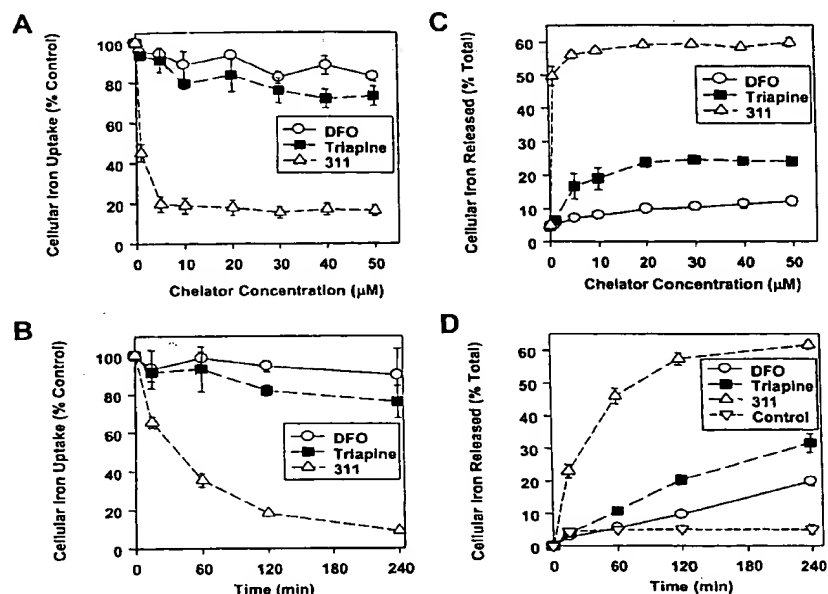 A
Cellular Iron Uptake (% Control)
100
80
60
40
20
0
DFO
Triapine
311
0 10 20 30 40 50
Chelator Concentration (µM)
C
Cellular Iron Released (% Total)
60
50
40
30
20
10
0
DFO
Triapine
311
0 10 20 30 40 50
Chelator Concentration (µM)
B
Cellular Iron Uptake (% Control)
100
80
60
40
20
0
DFO
Triapine
311
0 60 120 180 240
Time (min)
D
Cellular Iron Released (% Total)
60
50
40
30
20
10
0
DFO
Triapine
311
Control
0 60 120 180 240
Time (min)